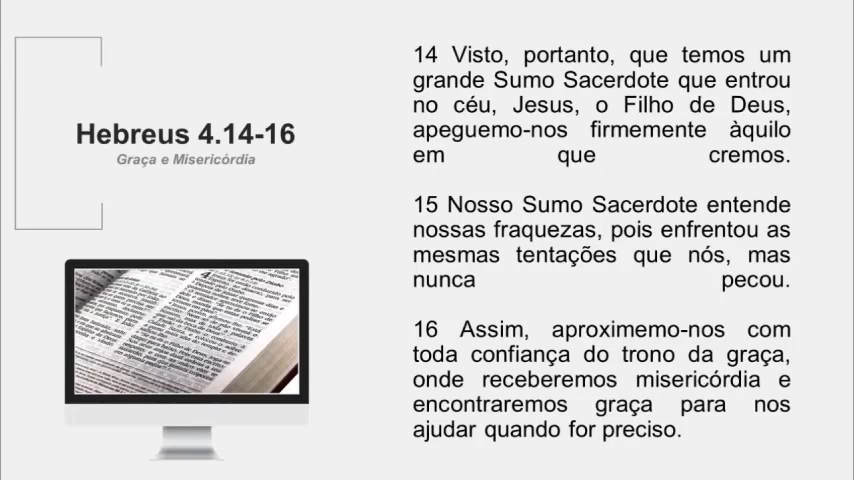 Hebreus 4.14-16
Graça e Misericórdia
14 Visto, portanto, que temos um
grande Sumo Sacerdote que entrou
no céu, Jesus, o Filho de Deus,
apeguemo-nos firmemente àquilo
em que cremos.
15 Nosso Sumo Sacerdote entende
nossas fraquezas, pois enfrentou as
mesmas tentações que nós, mas
nunca pecou.
16 Assim, aproximemo-nos com
toda confiança do trono da graça,
onde receberemos misericórdia e
encontraremos graça para nos
ajudar quando for preciso.